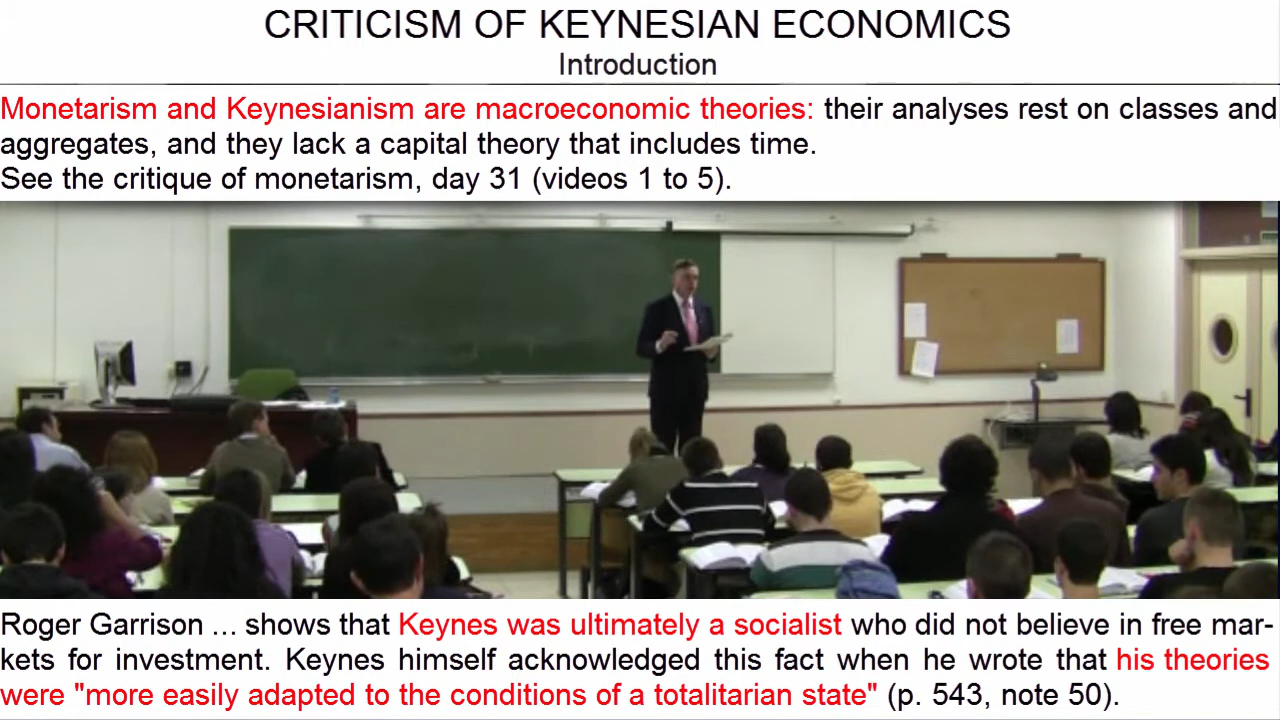 CRITICISM OF KEYNESIAN ECONOMICS
Introduction
Monetarism and Keynesianism are macroeconomic theories: their analyses rest on classes and
aggregates, and they lack a capital theory that includes time.
See the critique of monetarism, day 31 (videos 1 to 5).
Roger Garrison ... shows that Keynes was ultimately a socialist who did not believe in free mar-
kets for investment. Keynes himself acknowledged this fact when he wrote that his theories
were "more easily adapted to the conditions of a totalitarian state" (p. 543, note 50).